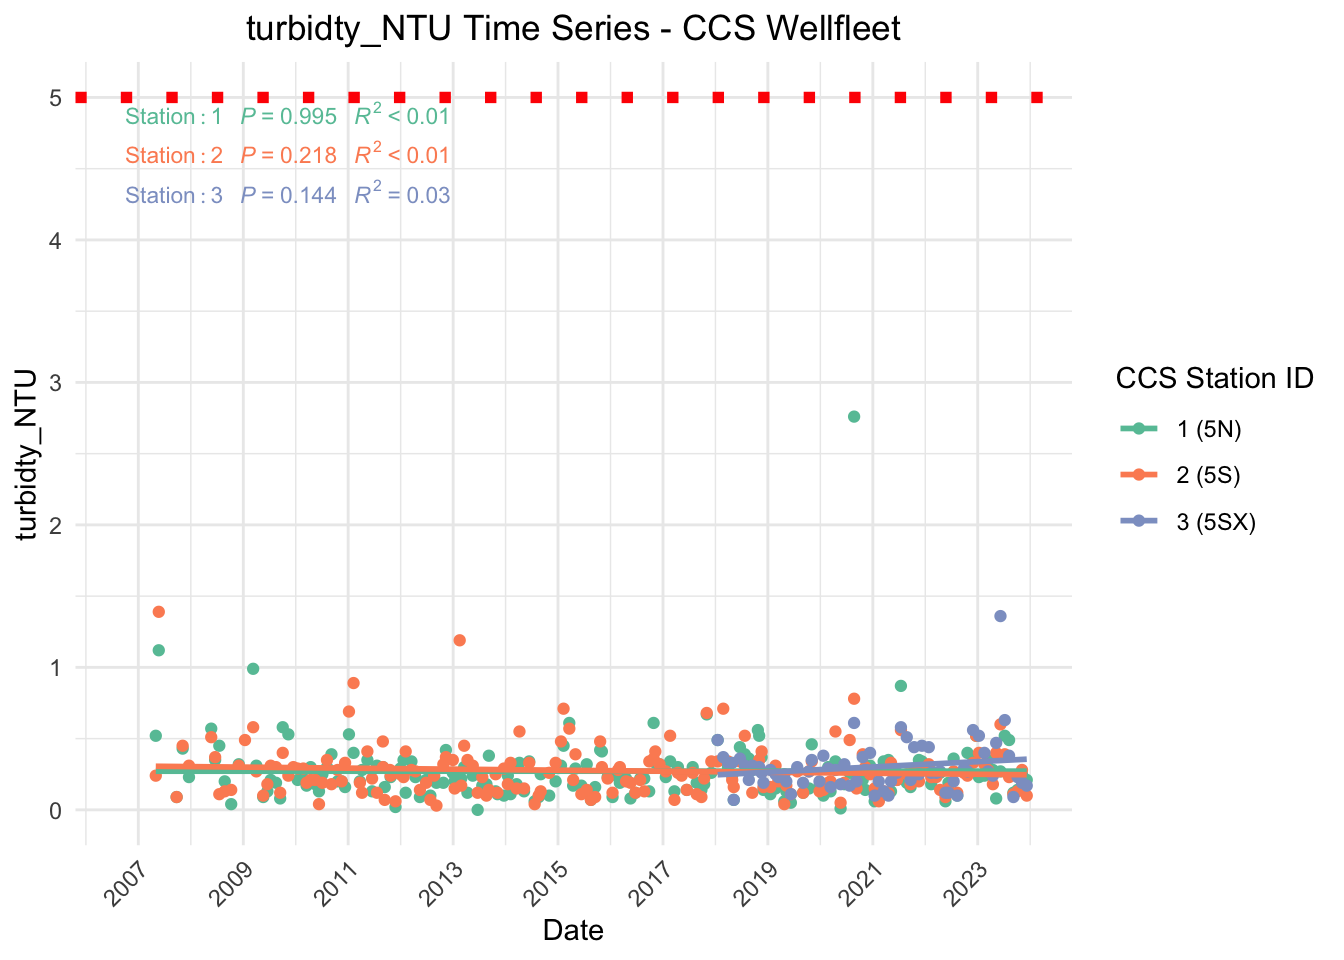 turbidty_NTU Time Series - CCS Wellfleet
5
Station : 1 P = 0.995 R² < 0.01
Station : 2 P = 0.218 R² < 0.01
Station : 3 P = 0.144 R² = 0.03
4
3
2
1
0
turbidty_NTU
2007 2009 2011 2013 2015 2017 2019 2021 2023
Date
CCS Station ID
1 (5N)
2 (5S)
3 (5SX)